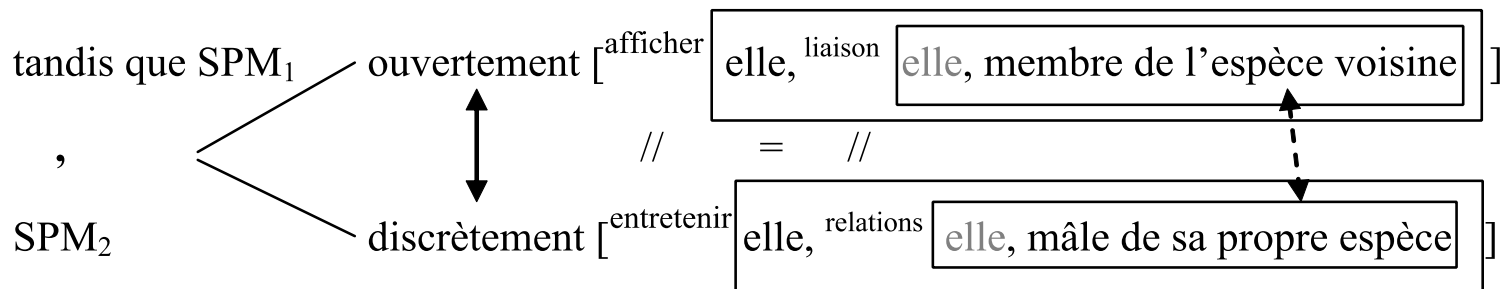 tandis que SPM₁ ouvertement [afficher elle, liaison elle, membre de l’espèce voisine ]
, // = //
SPM₂ discrètement [entretenir elle, relations elle, mâle de sa propre espèce ]